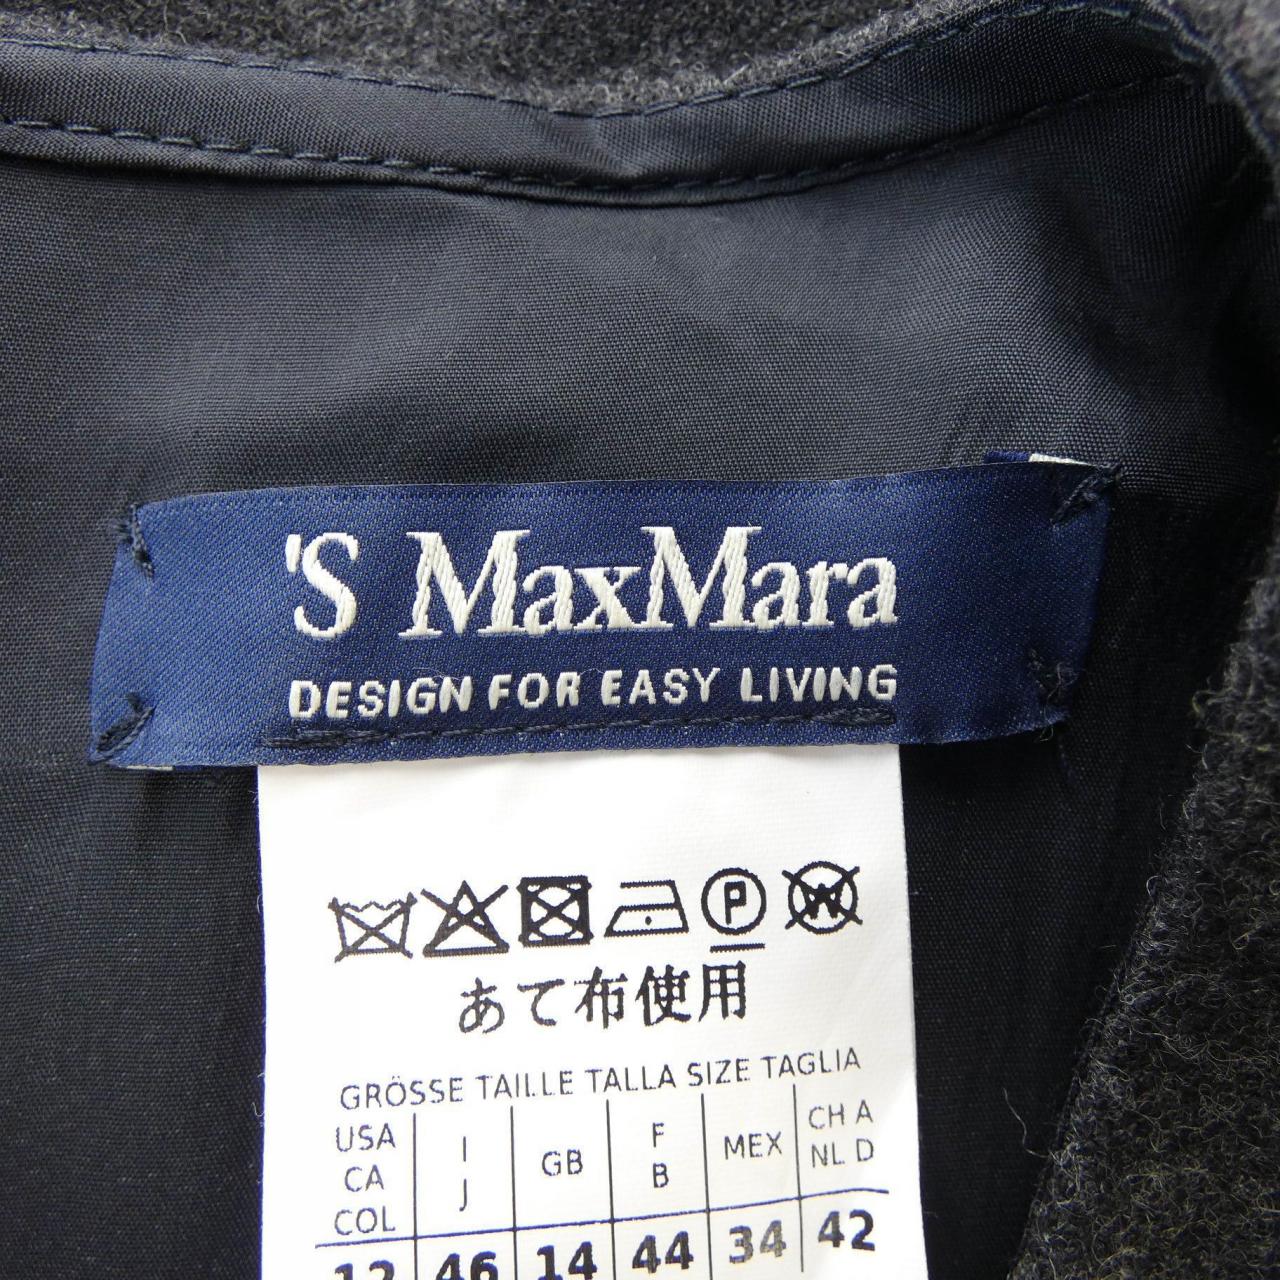 'S MaxMara
DESIGN FOR EASY LIVING
P W
あて布使用
GRÖSSE TAILLE TALLA SIZE TAGLIA
USA I GB F MEX CH A
CA J B NL D
COL
12 46 14 44 34 42